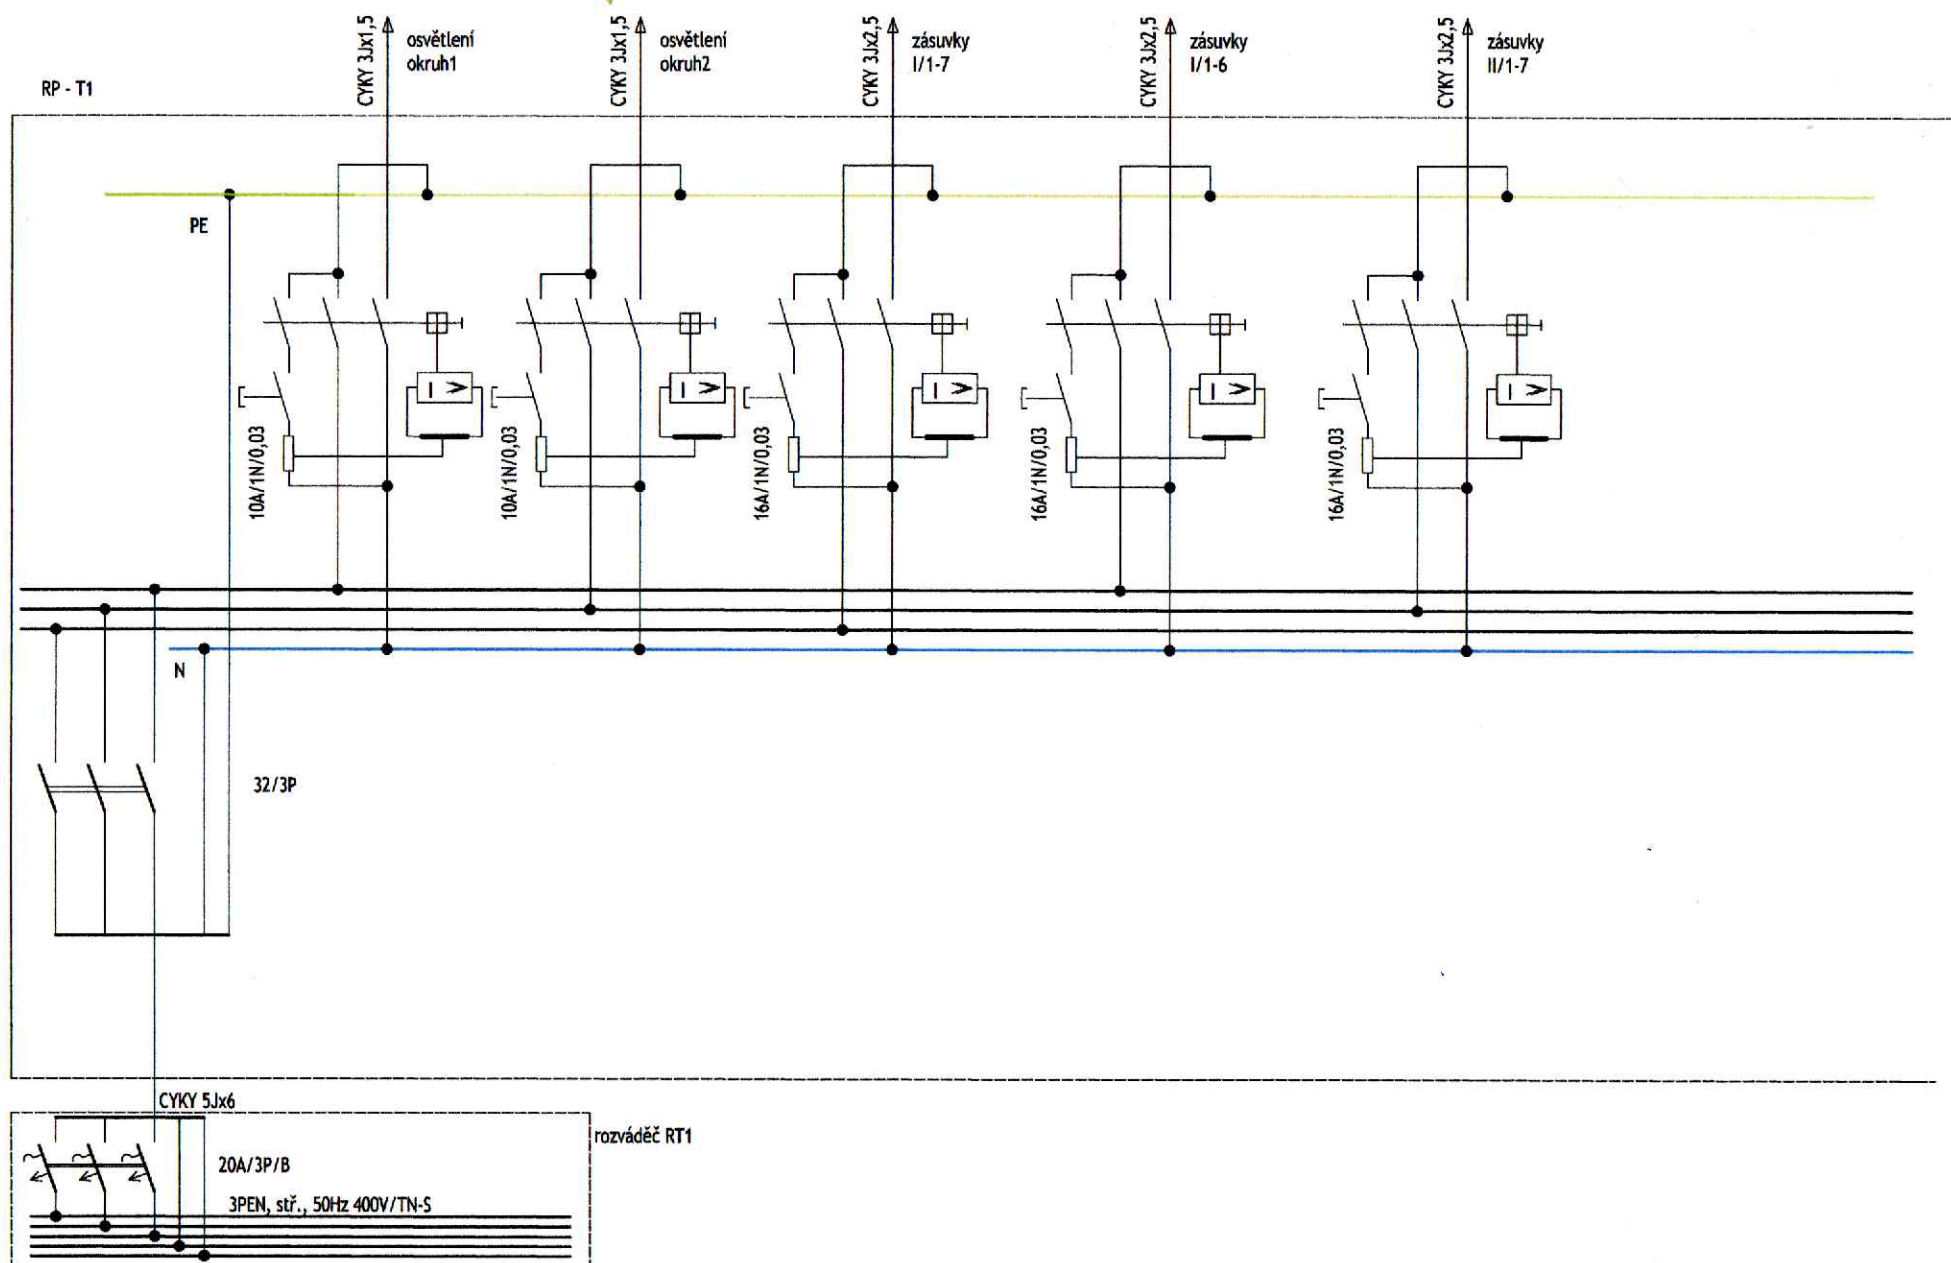 CYKY 3Jx1,5
osvětlení
okruh1
CYKY 3Jx1,5
osvětlení
okruh2
CYKY 3Jx2,5
zásuvky
I/1-7
CYKY 3Jx2,5
zásuvky
I/1-6
CYKY 3Jx2,5
zásuvky
II/1-7
RP - T1
PE
I >
I >
I >
I >
I >
10A/1N/0,03
10A/1N/0,03
16A/1N/0,03
16A/1N/0,03
16A/1N/0,03
N
32/3P
CYKY 5Jx6
rozváděč RT1
20A/3P/B
3PEN, stř., 50Hz 400V/TN-S